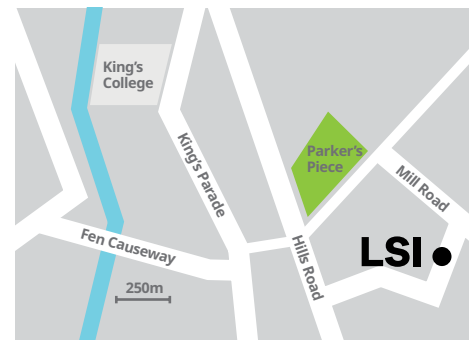 King's
College
King's Parade
Parker's
Piece
Mill Road
Fen Causeway
Hills Road
LSI
250m